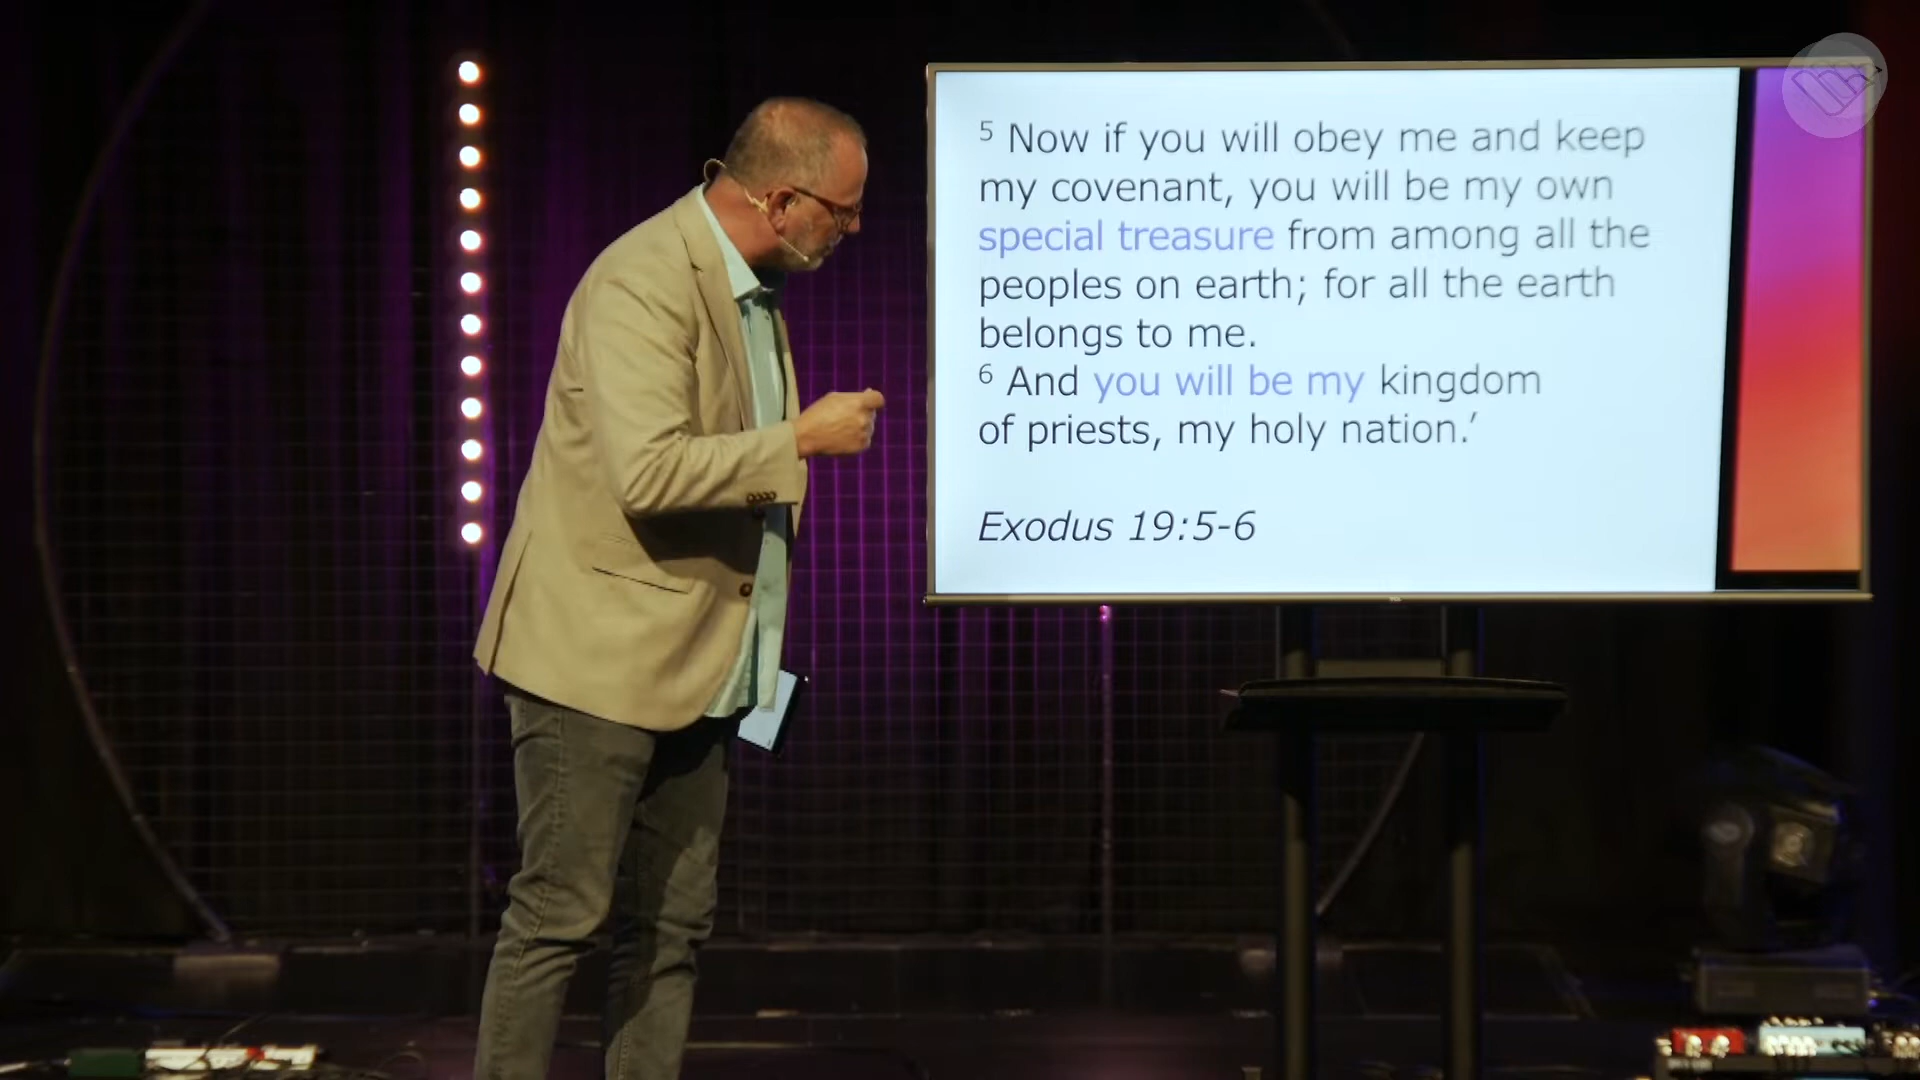 ⁵ Now if you will obey me and keep
my covenant, you will be my own
special treasure from among all the
peoples on earth; for all the earth
belongs to me.
⁶ And you will be my kingdom
of priests, my holy nation.’
Exodus 19:5-6